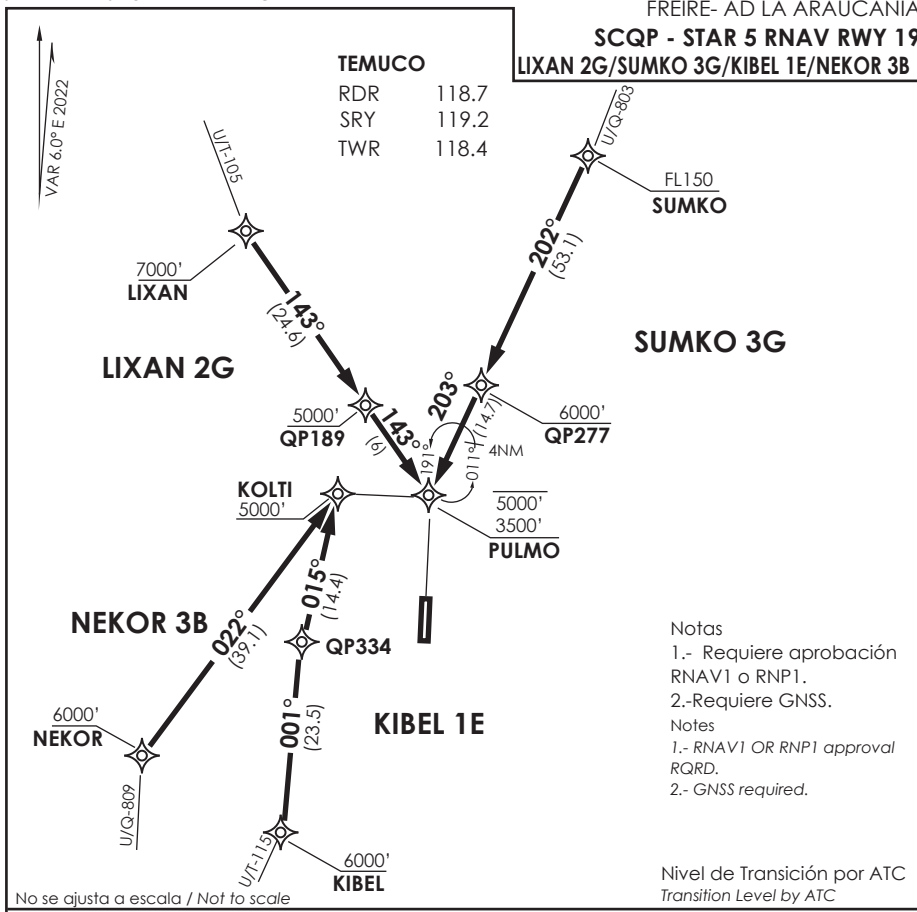 FREIRE- AD LA ARAUCANIA
SCQP - STAR 5 RNAV RWY 19
LIXAN 2G/SUMKO 3G/KIBEL 1E/NEKOR 3B
VAR 6.0° E 2022
TEMUCO
RDR 118.7
SRY 119.2
TWR 118.4
U/T-105
U/Q-803
FL150
SUMKO
202°
(53.1)
7000'
LIXAN
143°
(24.6)
LIXAN 2G
SUMKO 3G
5000'
QP189
143°
(6)
203°
(14.7)
6000'
QP277
191°
011°
4NM
KOLTI
5000'
5000'
3500'
PULMO
015°
(14.4)
NEKOR 3B
022°
(39.1)
QP334
6000'
NEKOR
001°
(23.5)
KIBEL 1E
U/Q-809
U/T-115
6000'
KIBEL
Notas
1.- Requiere aprobación
RNAV1 o RNP1.
2.-Requiere GNSS.
Notes
1.- RNAV1 OR RNP1 approval
RQRD.
2.- GNSS required.
No se ajusta a escala / Not to scale
Nivel de Transición por ATC
Transition Level by ATC